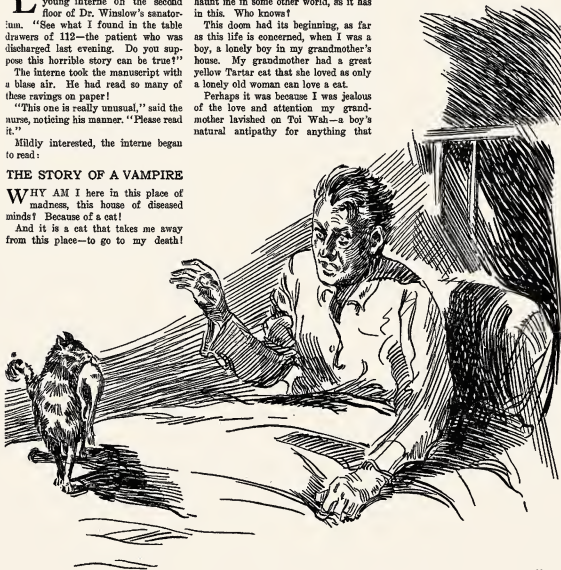 young interne on the second
floor of Dr. Winslow's sanator-
ium. "See what I found in the table
drawers of 112—the patient who was
discharged last evening. Do you sup-
pose this horrible story can be true?"
The interne took the manuscript with
a blase air. He had read so many of
these ravings on paper!
"This one is really unusual," said the
nurse, noticing his manner. "Please read
it."
Mildly interested, the interne began
to read:
THE STORY OF A VAMPIRE
WHY AM I here in this place of
madness, this house of diseased
minds? Because of a cat!
And it is a cat that takes me away
from this place—to go to my death!
haunt me in some other world, as it has
in this. Who knows?
This doom had its beginning, as far
as this life is concerned, when I was a
boy, a lonely boy in my grandmother's
house. My grandmother had a great
yellow Tartar cat that she loved as only
a lonely old woman can love a cat.
Perhaps it was because I was jealous
of the love and attention my grand-
mother lavished on Toi Wah—a boy's
natural antipathy for anything that